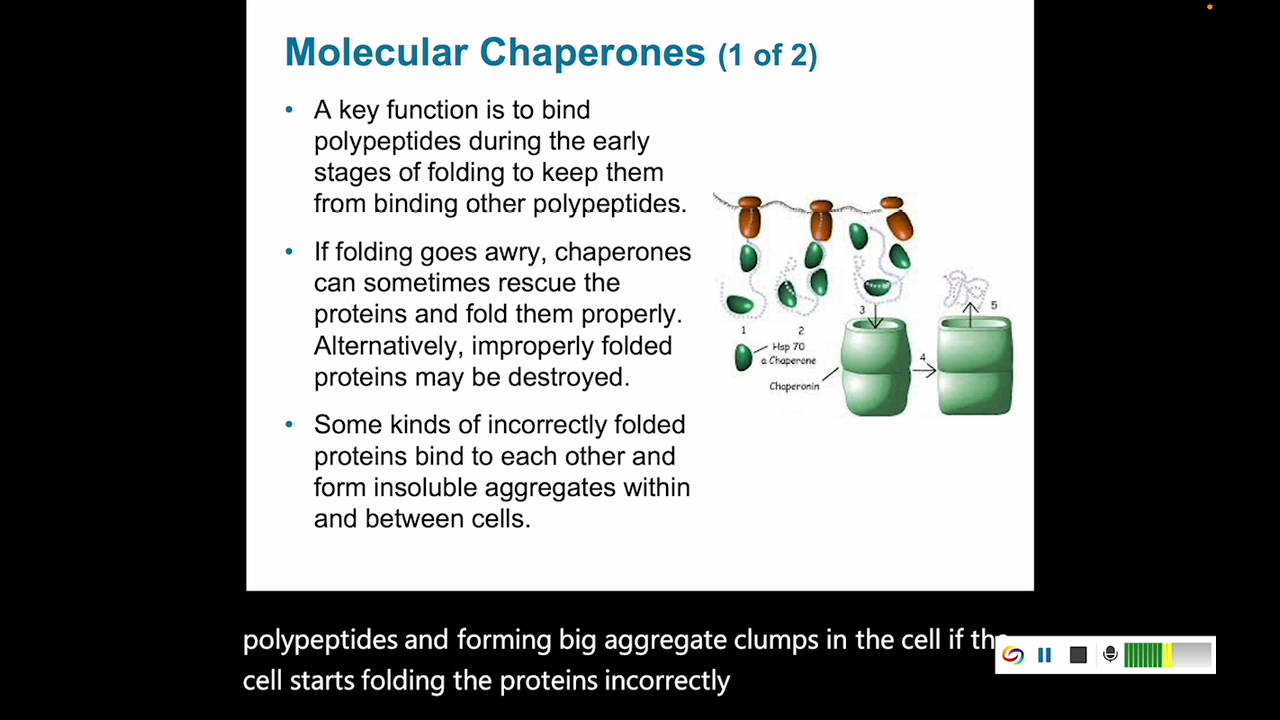 Molecular Chaperones (1 of 2)
• A key function is to bind
polypeptides during the early
stages of folding to keep them
from binding other polypeptides.
• If folding goes awry, chaperones
can sometimes rescue the
proteins and fold them properly.
Alternatively, improperly folded
proteins may be destroyed.
• Some kinds of incorrectly folded
proteins bind to each other and
form insoluble aggregates within
and between cells.
1
2
3
4
5
Hsp 70
a Chaperone
Chaperonin
polypeptides and forming big aggregate clumps in the cell if the
cell starts folding the proteins incorrectly